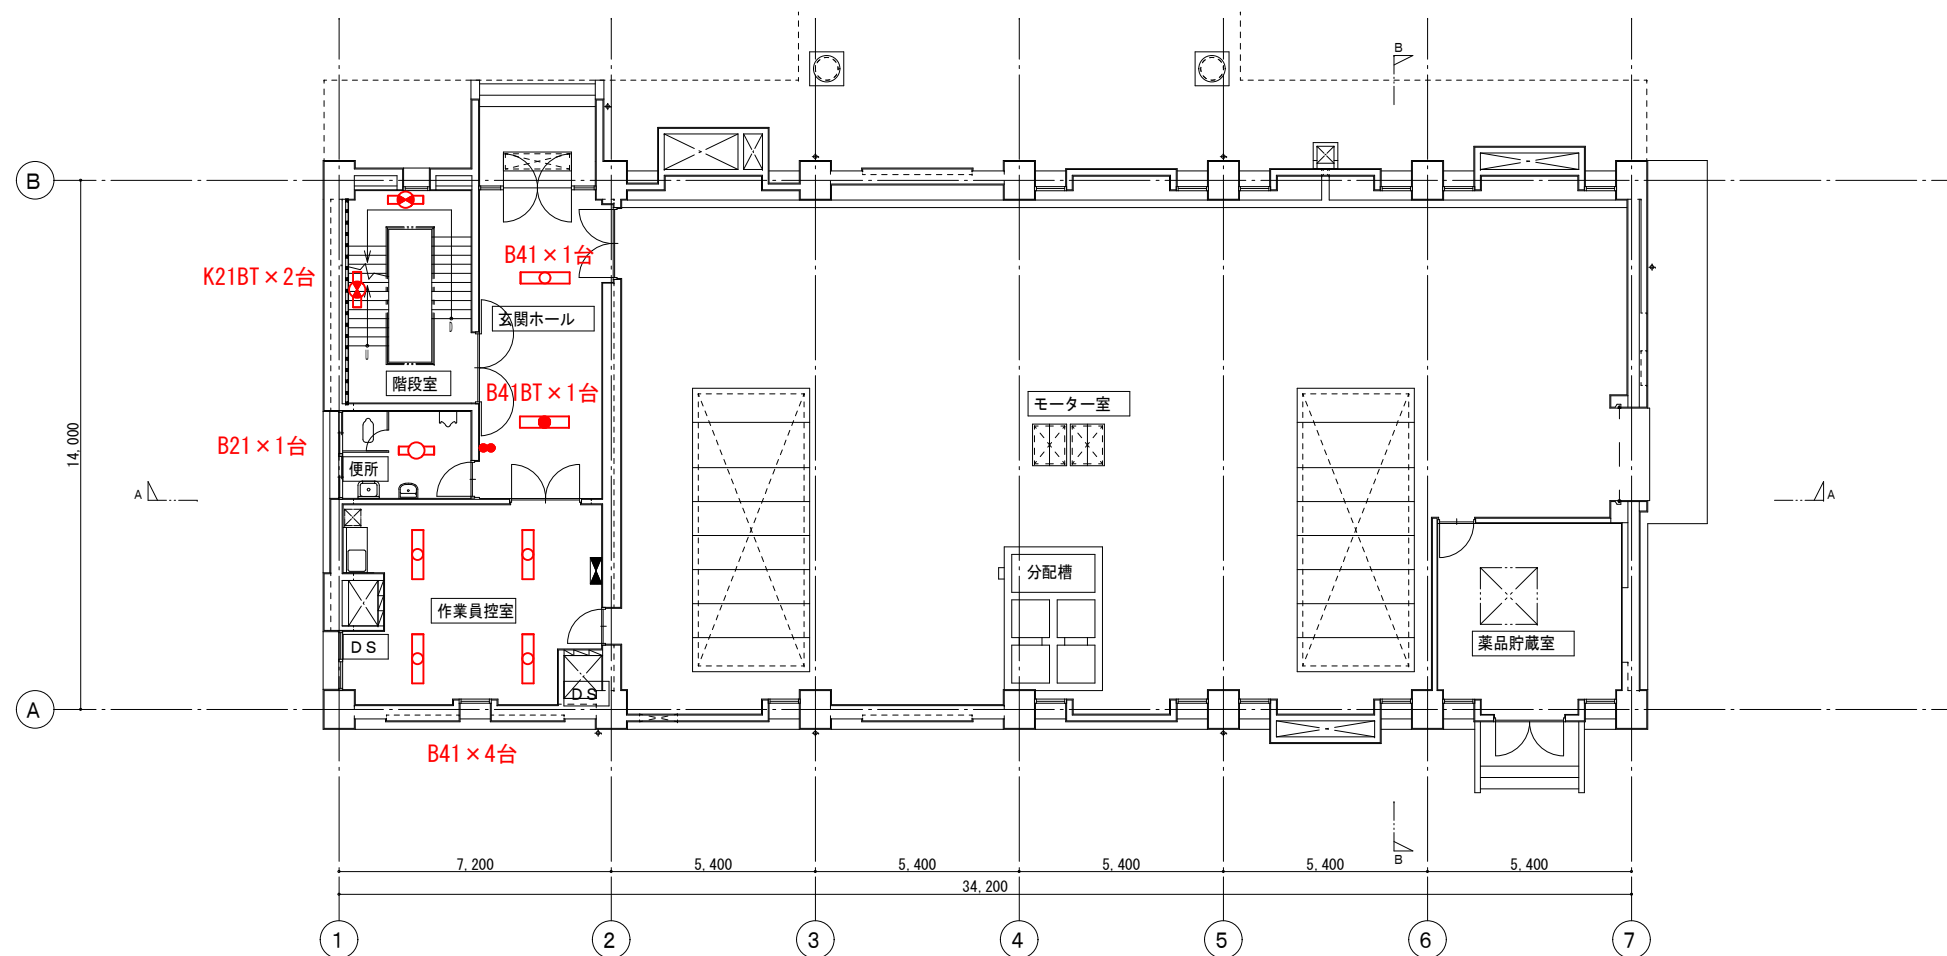 B
B
K21BT×2台
B41×1台
玄関ホール
階段室
B41BT×1台
モーター室
B21×1台
便所
14,000
A
A
分配槽
作業員控室
DS
薬品貯蔵室
DS
A
B41×4台
B
7,200
5,400
5,400
5,400
5,400
5,400
34,200
1
2
3
4
5
6
7